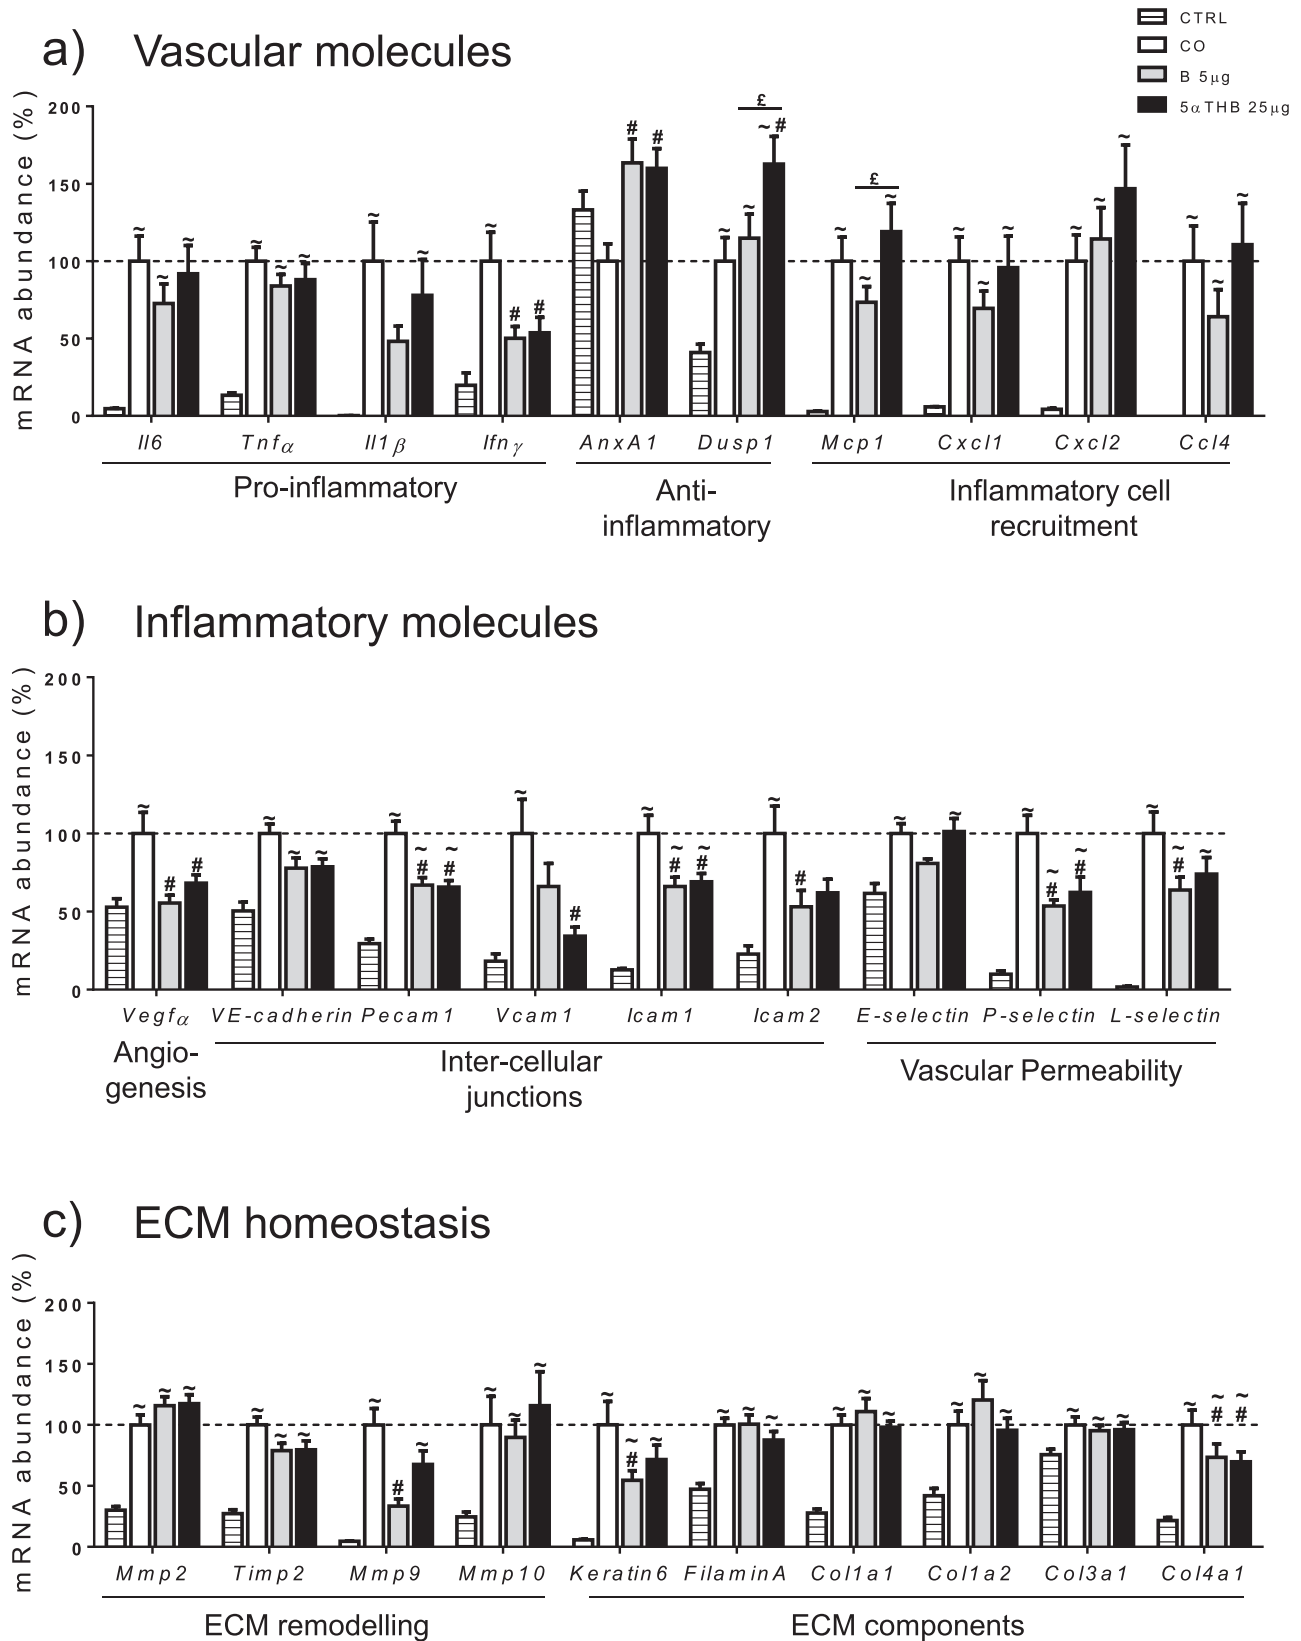 a) Vascular molecules
CTRL
CO
B 5µg
5α THB 25µg
mRNA abundance (%)
200
150
100
50
0
~ ~ ~ ~ ~ ~ ~ # # # # # ~ ~ ~ # £ ~ ~ ~ £ ~ ~ ~ ~ ~ ~ ~ ~ ~
Il6 Tnfα Il1β Ifnγ AnxA1 Dusp1 Mcp1 Cxcl1 Cxcl2 Ccl4
Pro-inflammatory
Anti-
inflammatory
Inflammatory cell
recruitment
b) Inflammatory molecules
mRNA abundance (%)
200
150
100
50
0
~ # # ~ ~ ~ ~ ~ # ~ # ~ # ~ ~ # ~ # ~ # ~ ~ ~ ~ # ~ # ~ ~ # ~
Vegfα VE-cadherin Pecam1 Vcam1 Icam1 Icam2 E-selectin P-selectin L-selectin
Angio-
genesis
Inter-cellular
junctions
Vascular Permeability
c) ECM homeostasis
mRNA abundance (%)
200
150
100
50
0
~ ~ ~ ~ ~ ~ ~ # ~ ~ ~ ~ ~ ~ # ~ ~ ~ ~ ~ ~ ~ ~ ~ ~ ~ ~ ~ ~ ~ # ~ #
Mmp2 Timp2 Mmp9 Mmp10 Keratin6 FilaminA Col1a1 Col1a2 Col3a1 Col4a1
ECM remodelling
ECM components